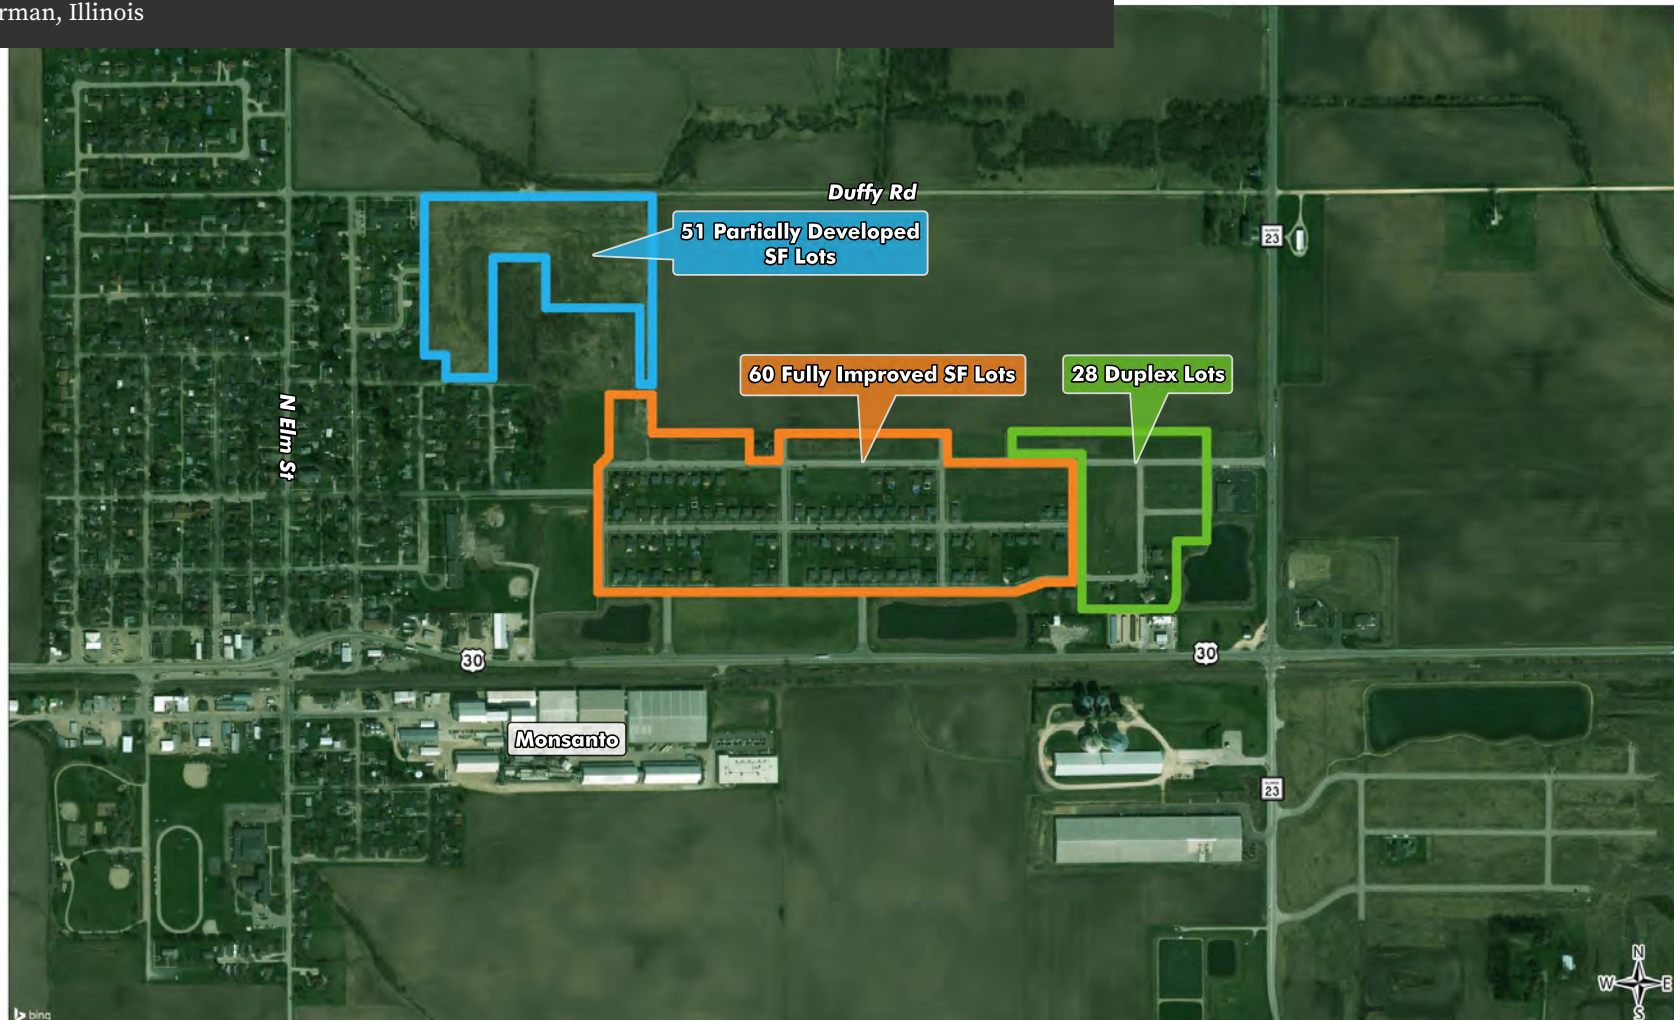 rman, Illinois
Duffy Rd
51 Partially Developed
SF Lots
23
60 Fully Improved SF Lots
28 Duplex Lots
N Elm St
30
30
Monsanto
23
N
W E
S
bing